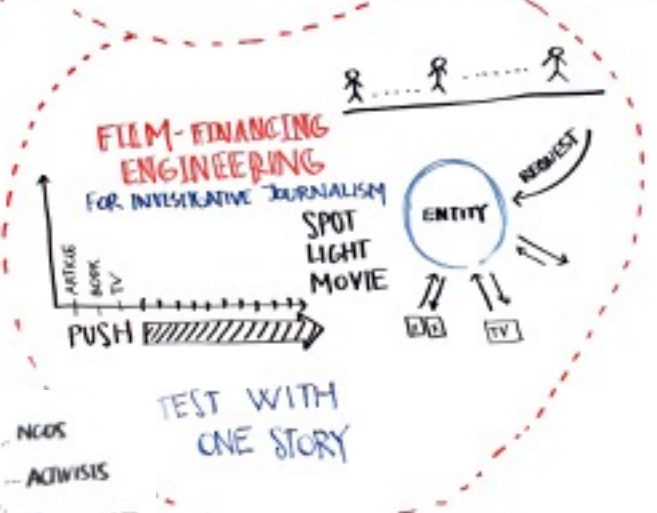 FILM-FINANCING
ENGINEERING
FOR INVESTIGATIVE JOURNALISM
REQUEST
ENTITY
SPOT
LIGHT
MOVIE
ARTICLE
BOOK
TV
PUSH
TV
TEST WITH
ONE STORY
NGOS
ACTIVISTS